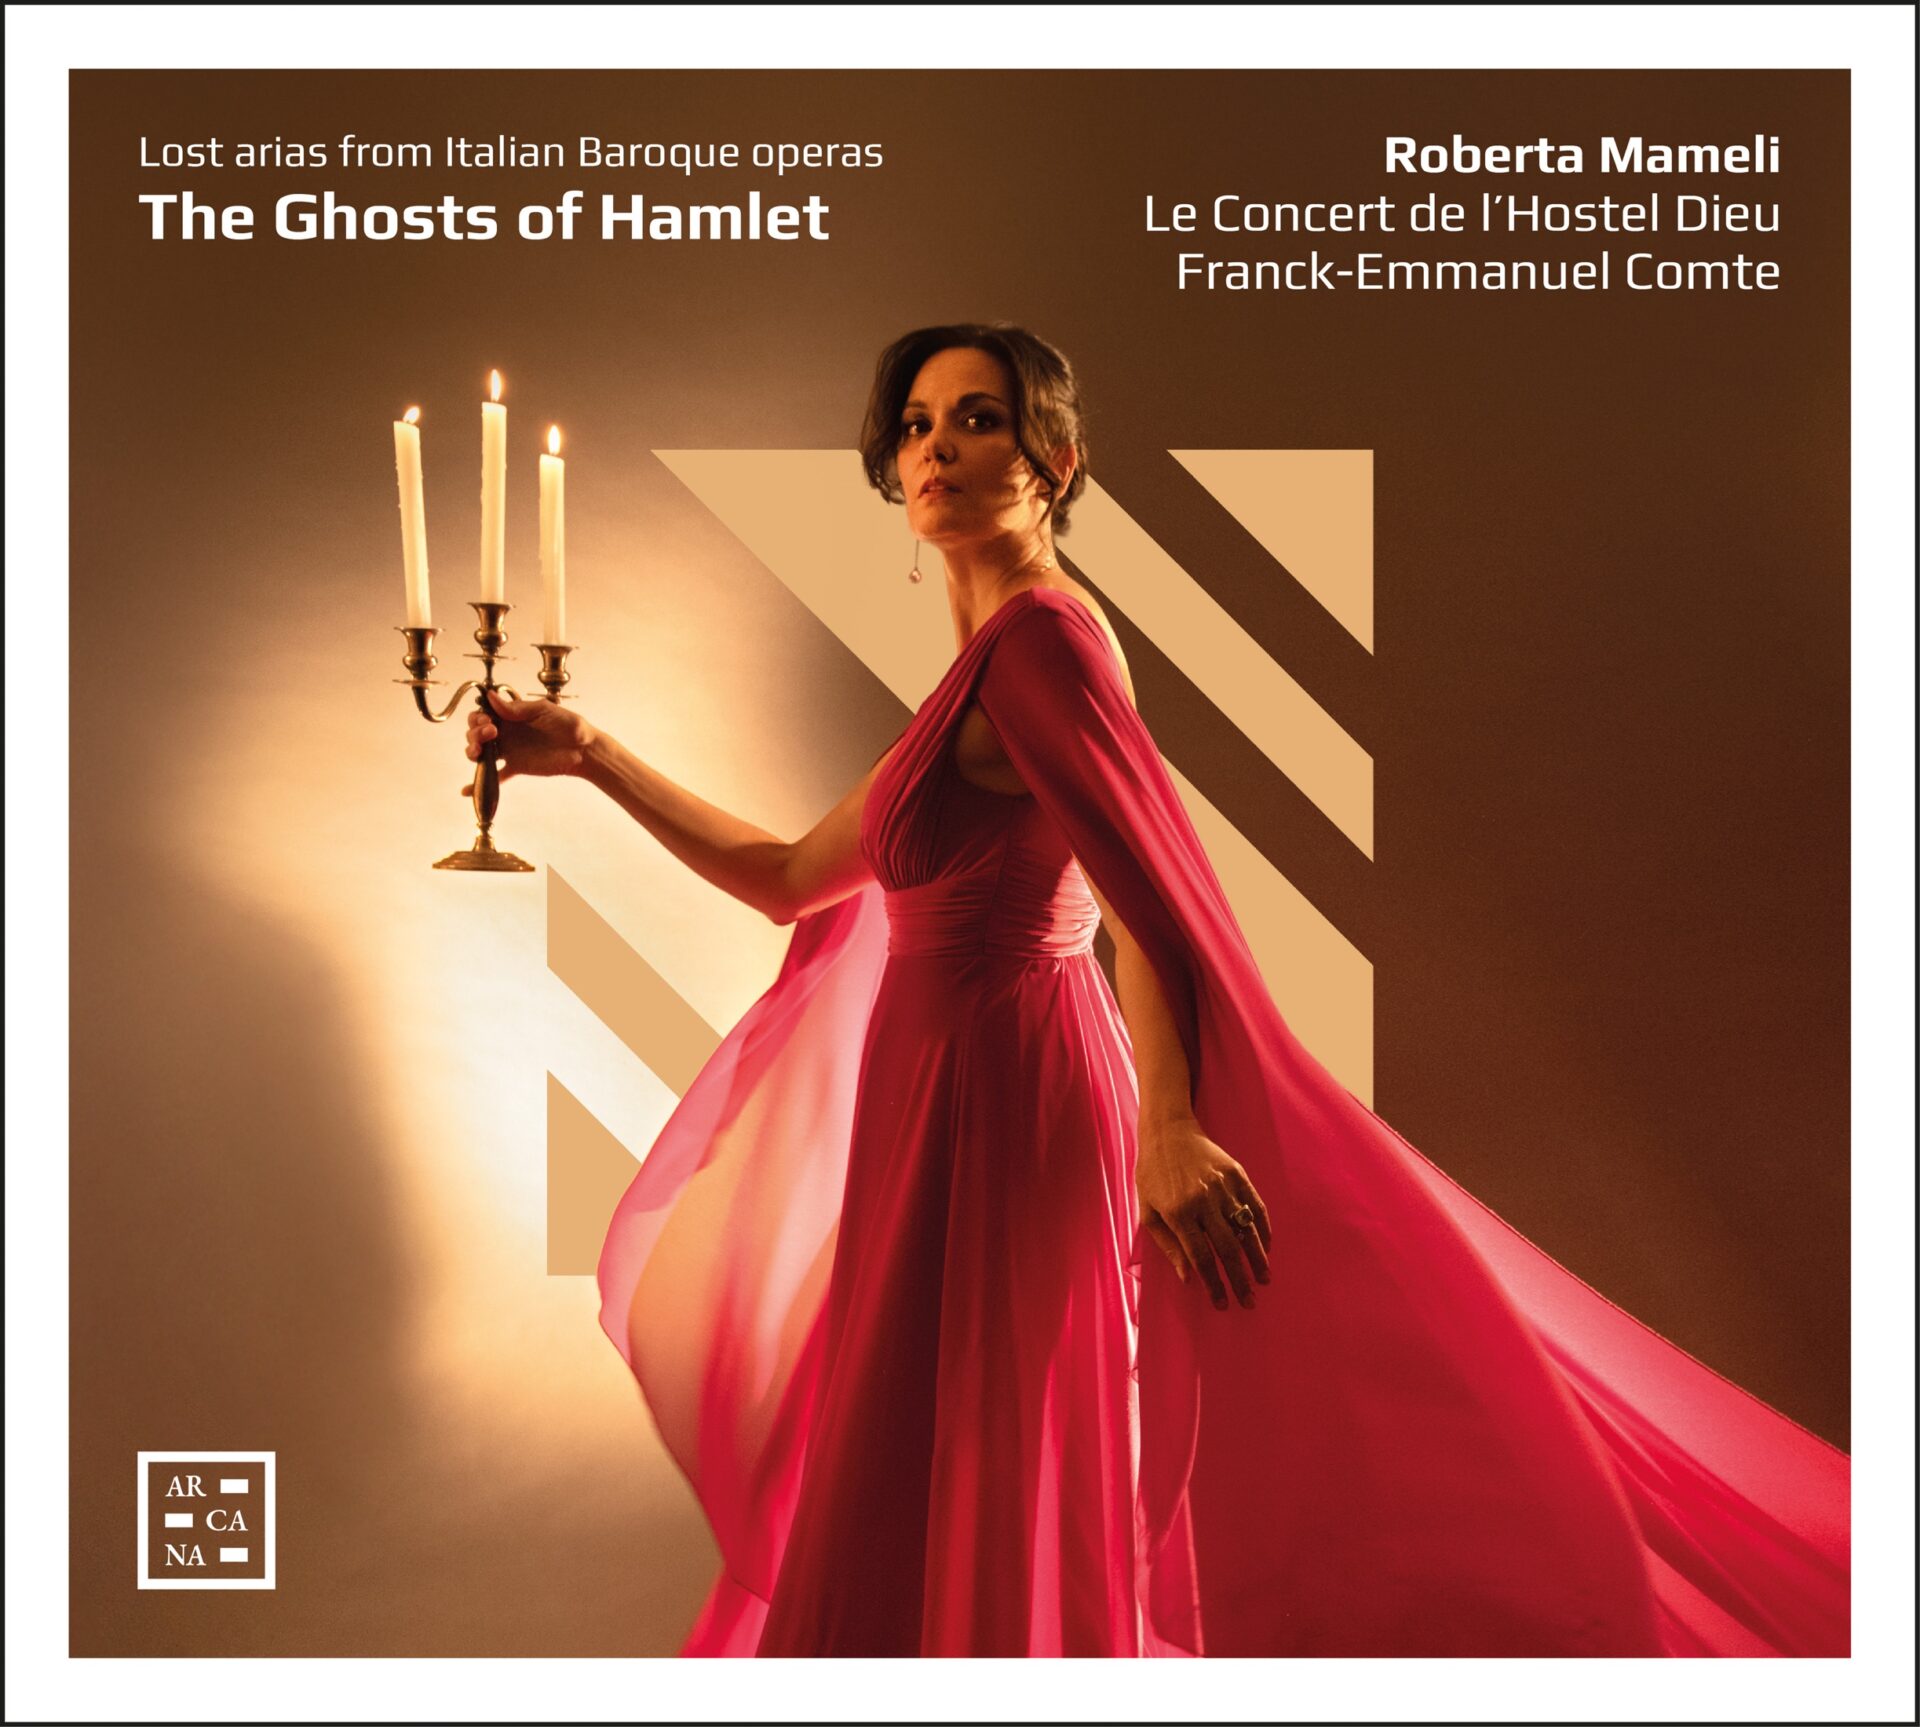 Lost arias from Italian Baroque operas
The Ghosts of Hamlet
Roberta Mameli
Le Concert de l’Hostel Dieu
Franck-Emmanuel Comte
AR
CA
NA